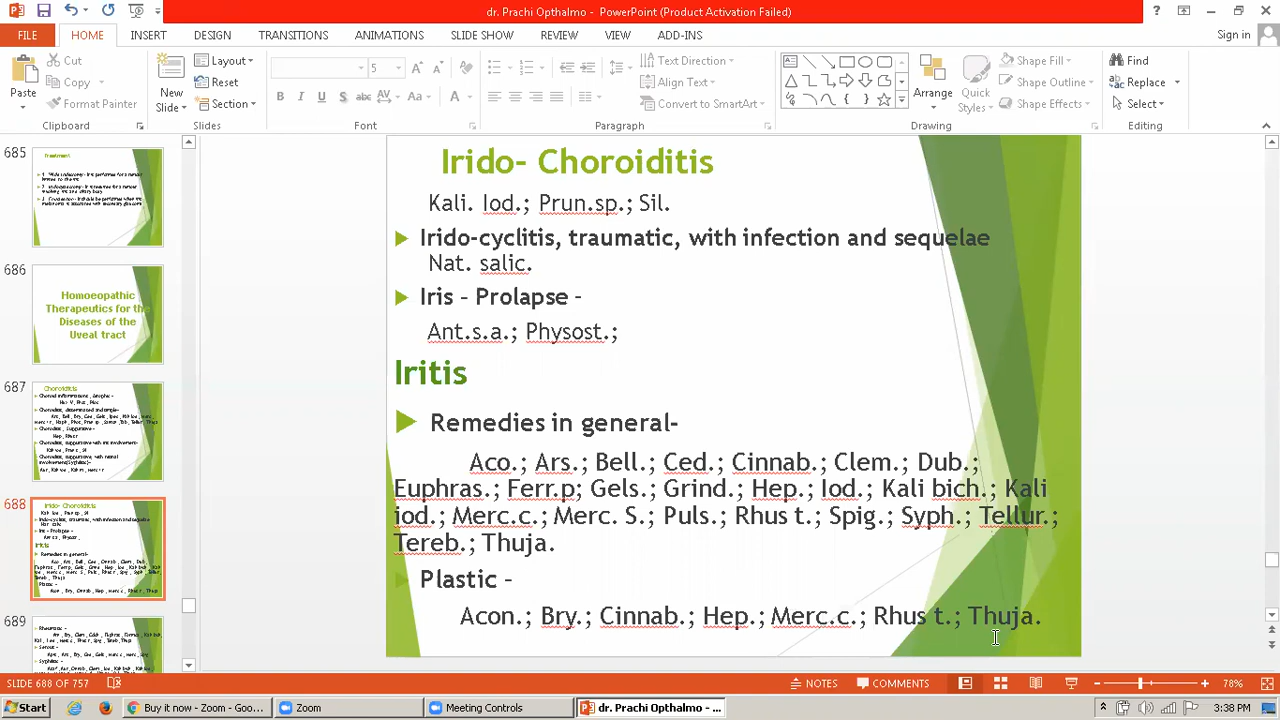 dr. Prachi Opthalmo - PowerPoint (Product Activation Failed)
FILE HOME INSERT DESIGN TRANSITIONS ANIMATIONS SLIDE SHOW REVIEW VIEW ADD-INS Sign in
Cut
Copy
Format Painter
Paste
New
Slide
Layout
Reset
Section
5
Text Direction
Align Text
Convert to SmartArt
Arrange
Quick
Styles
Shape Fill
Shape Outline
Shape Effects
Find
Replace
Select
Clipboard Slides Font Paragraph Drawing Editing
685
Treatment
686
Homoeopathic
Therapeutics for the
Diseases of the
Uveal tract
687
Choroiditis
688
Irido- Choroiditis
689
Irido- Choroiditis
Kali. Iod.; Prun.sp.; Sil.
Irido-cyclitis, traumatic, with infection and sequelae
Nat. salic.
Iris - Prolapse -
Ant.s.a.; Physost.;
Iritis
Remedies in general-
Aco.; Ars.; Bell.; Ced.; Cinnab.; Clem.; Dub.;
Euphras.; Ferr.p; Gels.; Grind.; Hep.; Iod.; Kali bich.; Kali
iod.; Merc.c.; Merc. S.; Puls.; Rhus t.; Spig.; Syph.; Tellur.;
Tereb.; Thuja.
Plastic -
Acon.; Bry.; Cinnab.; Hep.; Merc.c.; Rhus t.; Thuja.
SLIDE 688 OF 757 NOTES COMMENTS 78%
Start Buy it now - Zoom - Goo... Zoom Meeting Controls dr. Prachi Opthalmo - ... 3:38 PM